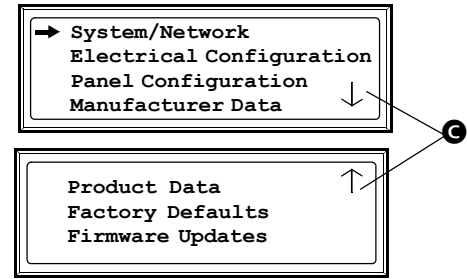 System/Network
Electrical Configuration
Panel Configuration
Manufacturer Data
C
Product Data
Factory Defaults
Firmware Updates